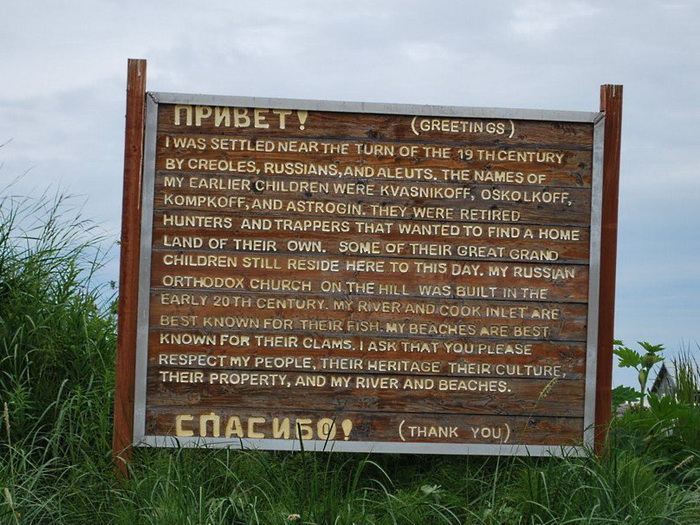 ПРИВЕТ! (GREETINGS)
I WAS SETTLED NEAR THE TURN OF THE 19TH CENTURY
BY CREOLES, RUSSIANS, AND ALEUTS. THE NAMES OF
MY EARLIER CHILDREN WERE KVASNIKOFF, OSKOLKOFF,
KOMPKOFF, AND ASTROGIN. THEY WERE RETIRED
HUNTERS AND TRAPPERS THAT WANTED TO FIND A HOME
LAND OF THEIR OWN. SOME OF THEIR GREAT GRAND
CHILDREN STILL RESIDE HERE TO THIS DAY. MY RUSSIAN
ORTHODOX CHURCH ON THE HILL WAS BUILT IN THE
EARLY 20TH CENTURY. MY RIVER AND COOK INLET ARE
BEST KNOWN FOR THEIR FISH. MY BEACHES ARE BEST
KNOWN FOR THEIR CLAMS. I ASK THAT YOU PLEASE
RESPECT MY PEOPLE, THEIR HERITAGE THEIR CULTURE,
THEIR PROPERTY, AND MY RIVER AND BEACHES.
СПАСИБО! (THANK YOU)